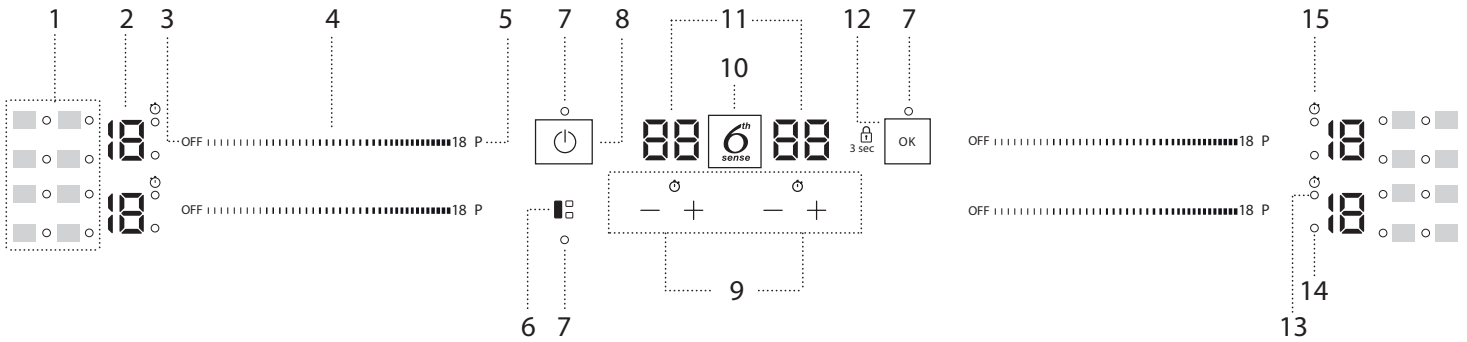 1 2 3 4 5 7 8 11 12 7 15
10
18 OFF 18 P 88 6th sense 88 3 sec OK OFF 18 P 18
18 OFF 18 P − + − + OFF 18 P 18
9
6 7 14
13